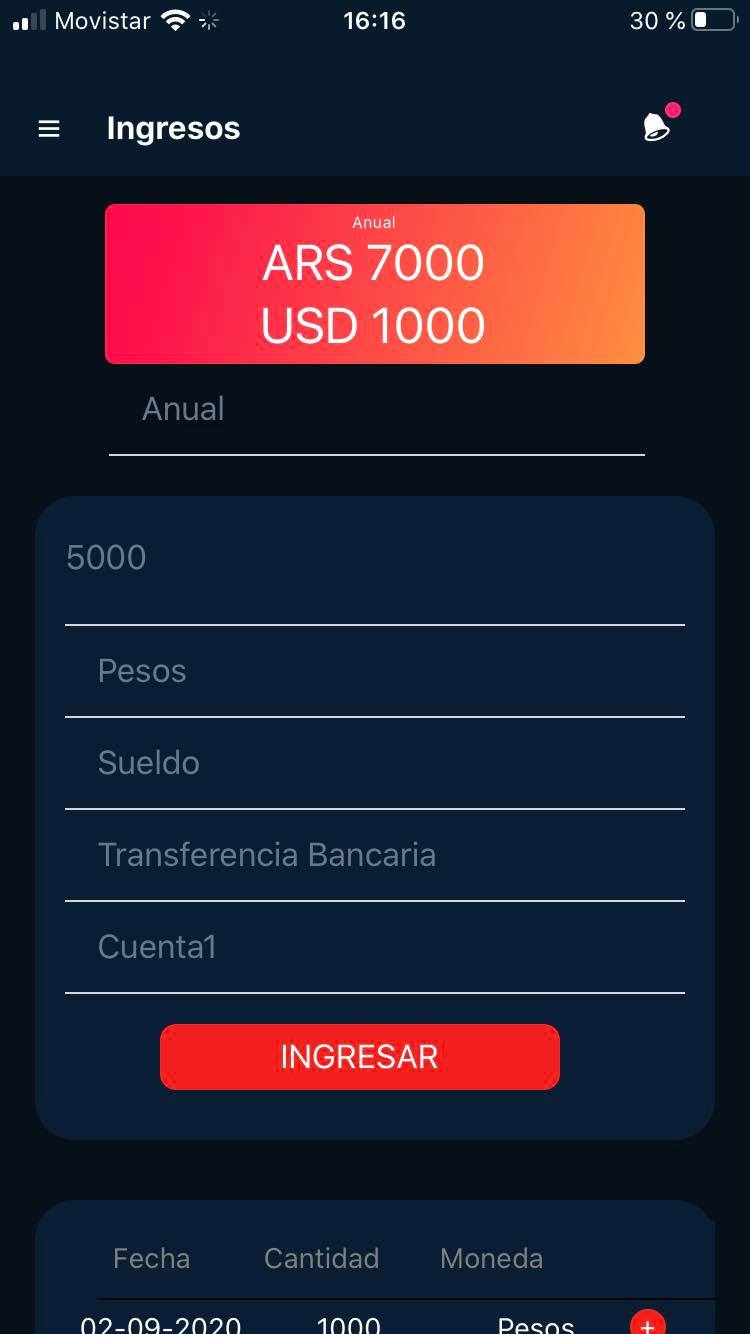 Movistar 16:16 30 %
Ingresos
Anual
ARS 7000
USD 1000
Anual
5000
Pesos
Sueldo
Transferencia Bancaria
Cuenta1
INGRESAR
Fecha Cantidad Moneda
02-09-2020 1000 Pesos +